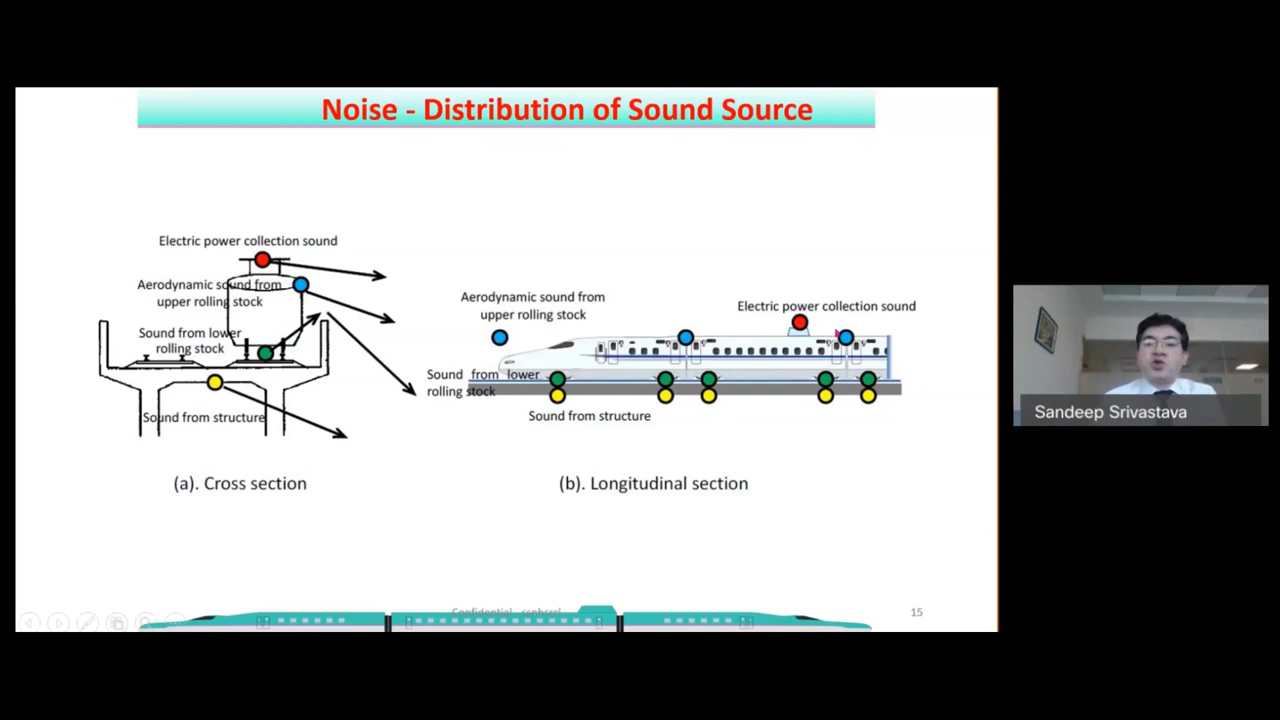 Noise - Distribution of Sound Source
Electric power collection sound
Aerodynamic sound from
upper rolling stock
Sound from lower
rolling stock
Sound from structure
(a). Cross section
Aerodynamic sound from
upper rolling stock
Electric power collection sound
Sound from lower
rolling stock
Sound from structure
(b). Longitudinal section
Confidential
15
Sandeep Srivastava